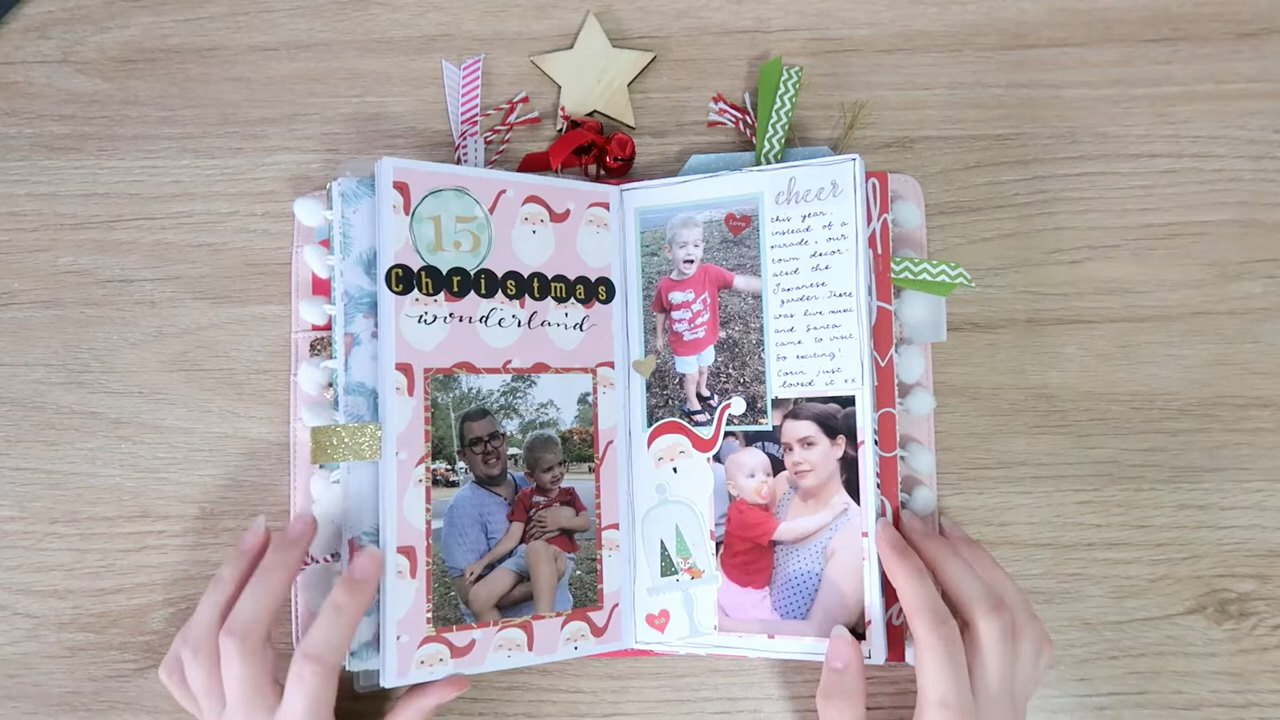 15
Christmas
wonderland
cheer
this year,
instead of a
parade, our
town decor-
ated the
Japanese
garden. There
was live music
and Santa
came to visit.
So exciting!
Corin just
loved it xx
love
xo